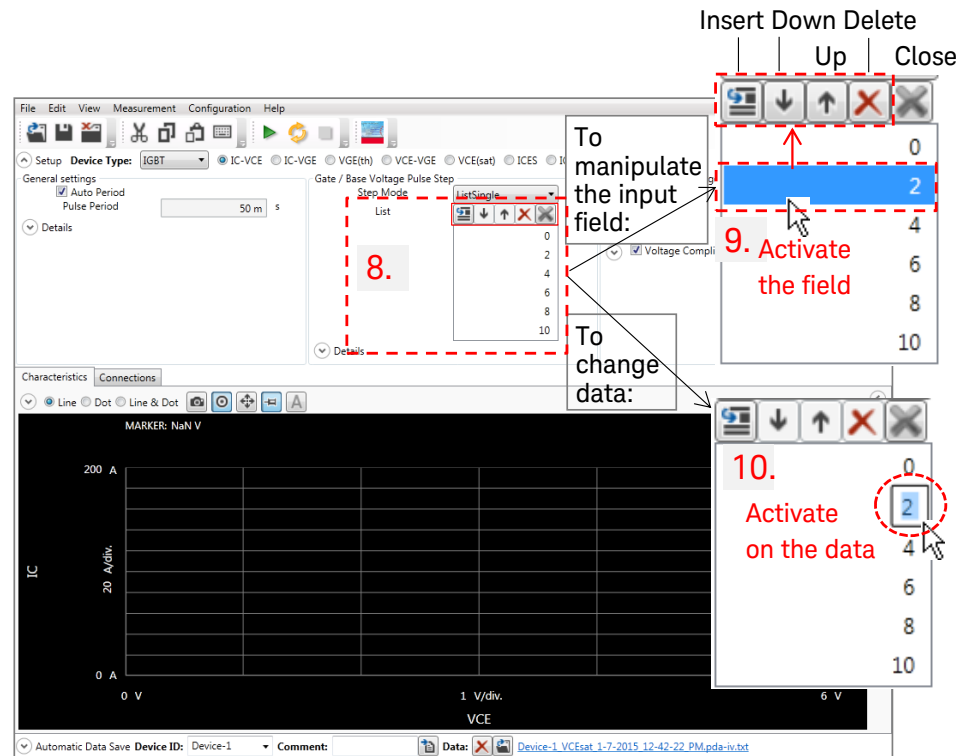 Insert Down Delete
Up Close
File Edit View Measurement Configuration Help
Setup Device Type: IGBT IC-VCE IC-VGE VGE(th) VCE-VGE VCE(sat) ICES
General settings
Auto Period
Pulse Period 50 m s
Details
Gate / Base Voltage Pulse Step
Step Mode ListSingle
List
0
2
4
6
8
10
8.
Details
To
manipulate
the input
field:
Voltage Compli
To
change
data:
0
2
4
6
8
10
9. Activate
the field
Characteristics Connections
Line Dot Line & Dot A
MARKER: NaN V
200 A
IC
20 A/div.
0 A
0 V 1 V/div. 6 V
VCE
10.
Activate
on the data
0
2
4
6
8
10
Automatic Data Save Device ID: Device-1 Comment: Data: Device-1_VCEsat_1-7-2015_12-42-22_PM.pda-iv.txt